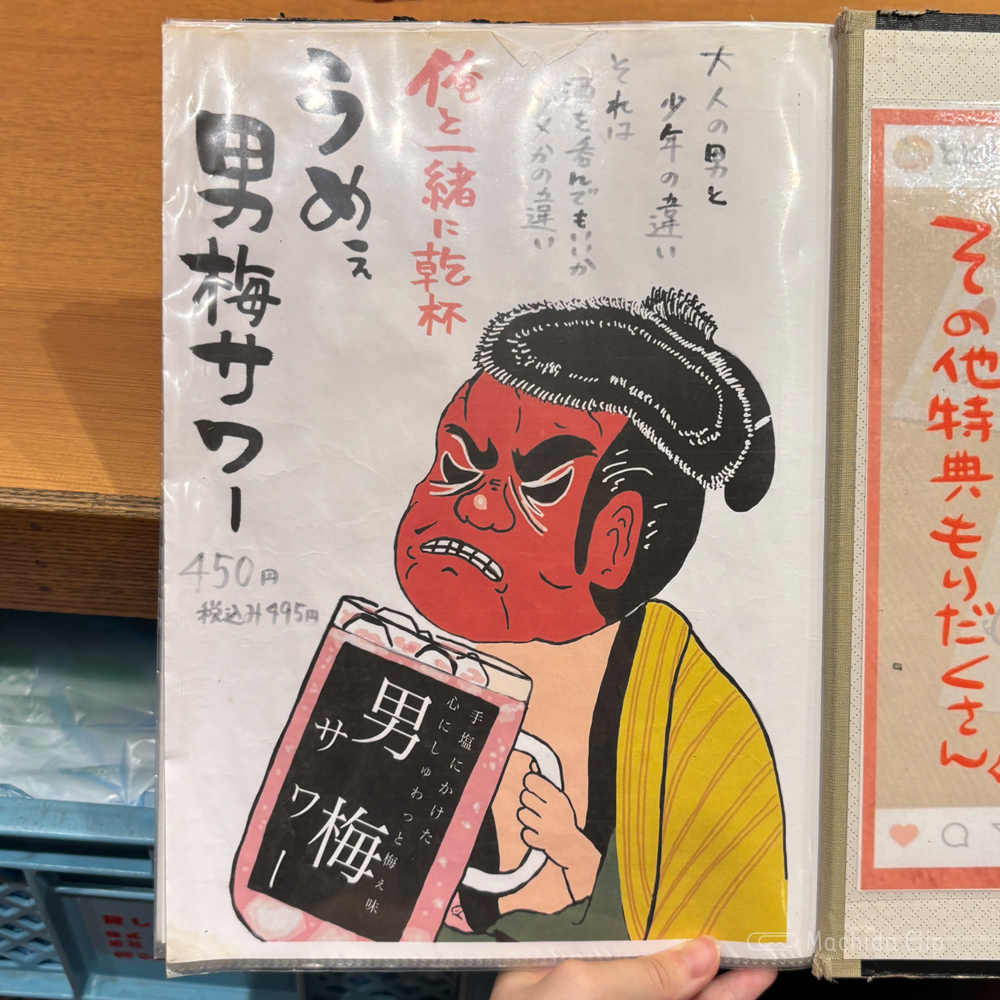 大人の男と
少年の違い
それは
酒を呑んでもいいか
ダメかの違い
俺と一緒に乾杯
うめぇ
男梅サワー
450円
税込み495円
手塩にかけた
心にしゅわっと梅ぇ味
男梅
サワー
その他特典もりだくさん
Machida Clip